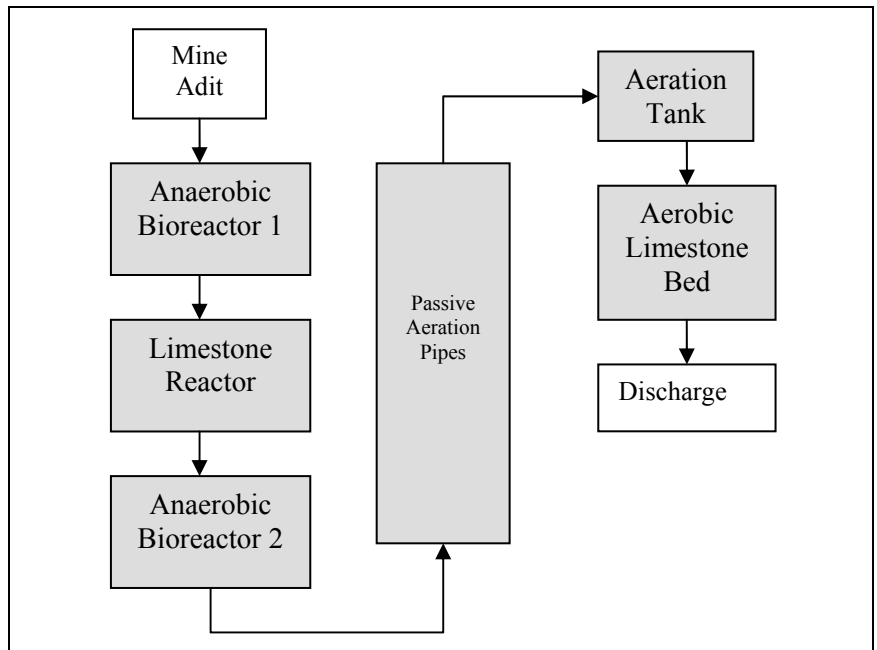 Mine
Adit
Anaerobic
Bioreactor 1
Limestone
Reactor
Anaerobic
Bioreactor 2
Passive
Aeration
Pipes
Aeration
Tank
Aerobic
Limestone
Bed
Discharge